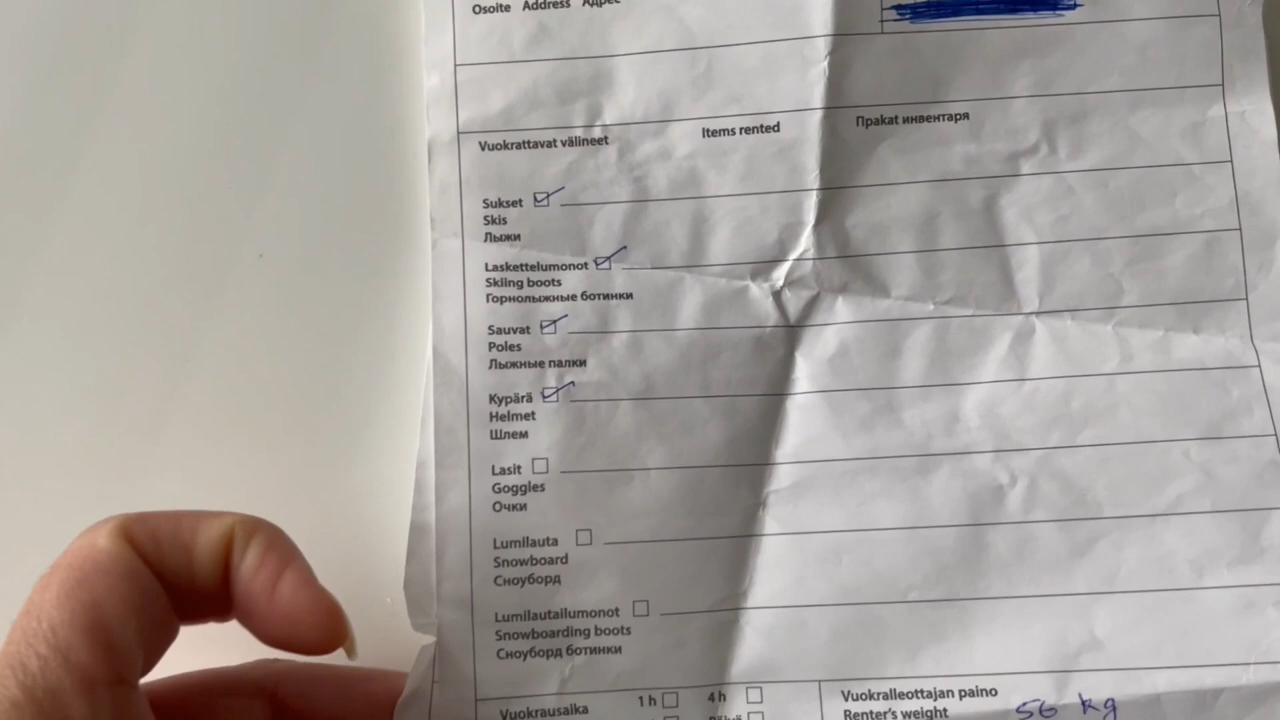 Osoite Address Адрес
Vuokrattavat välineet Items rented Прakat инвентаря
Sukset
Skis
Лыжи
Laskettelumonot
Skiing boots
Горнолыжные ботинки
Sauvat
Poles
Лыжные палки
Kypärä
Helmet
Шлем
Lasit
Goggles
Очки
Lumilauta
Snowboard
Сноуборд
Lumilautailumonot
Snowboarding boots
Сноуборд ботинки
Vuokrausaika 1 h 4 h
Vuokralleottajan paino
Renter's weight 56 kg